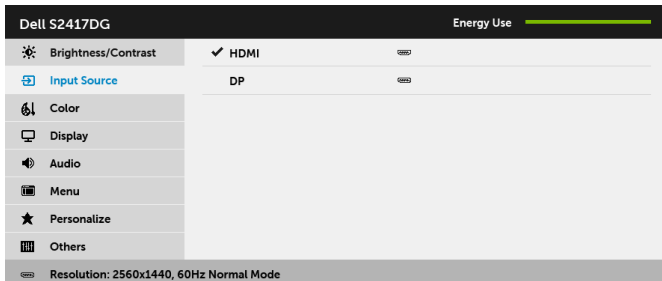 Dell S2417DG Energy Use
Brightness/Contrast HDMI
Input Source DP
Color
Display
Audio
Menu
Personalize
Others
Resolution: 2560x1440, 60Hz Normal Mode